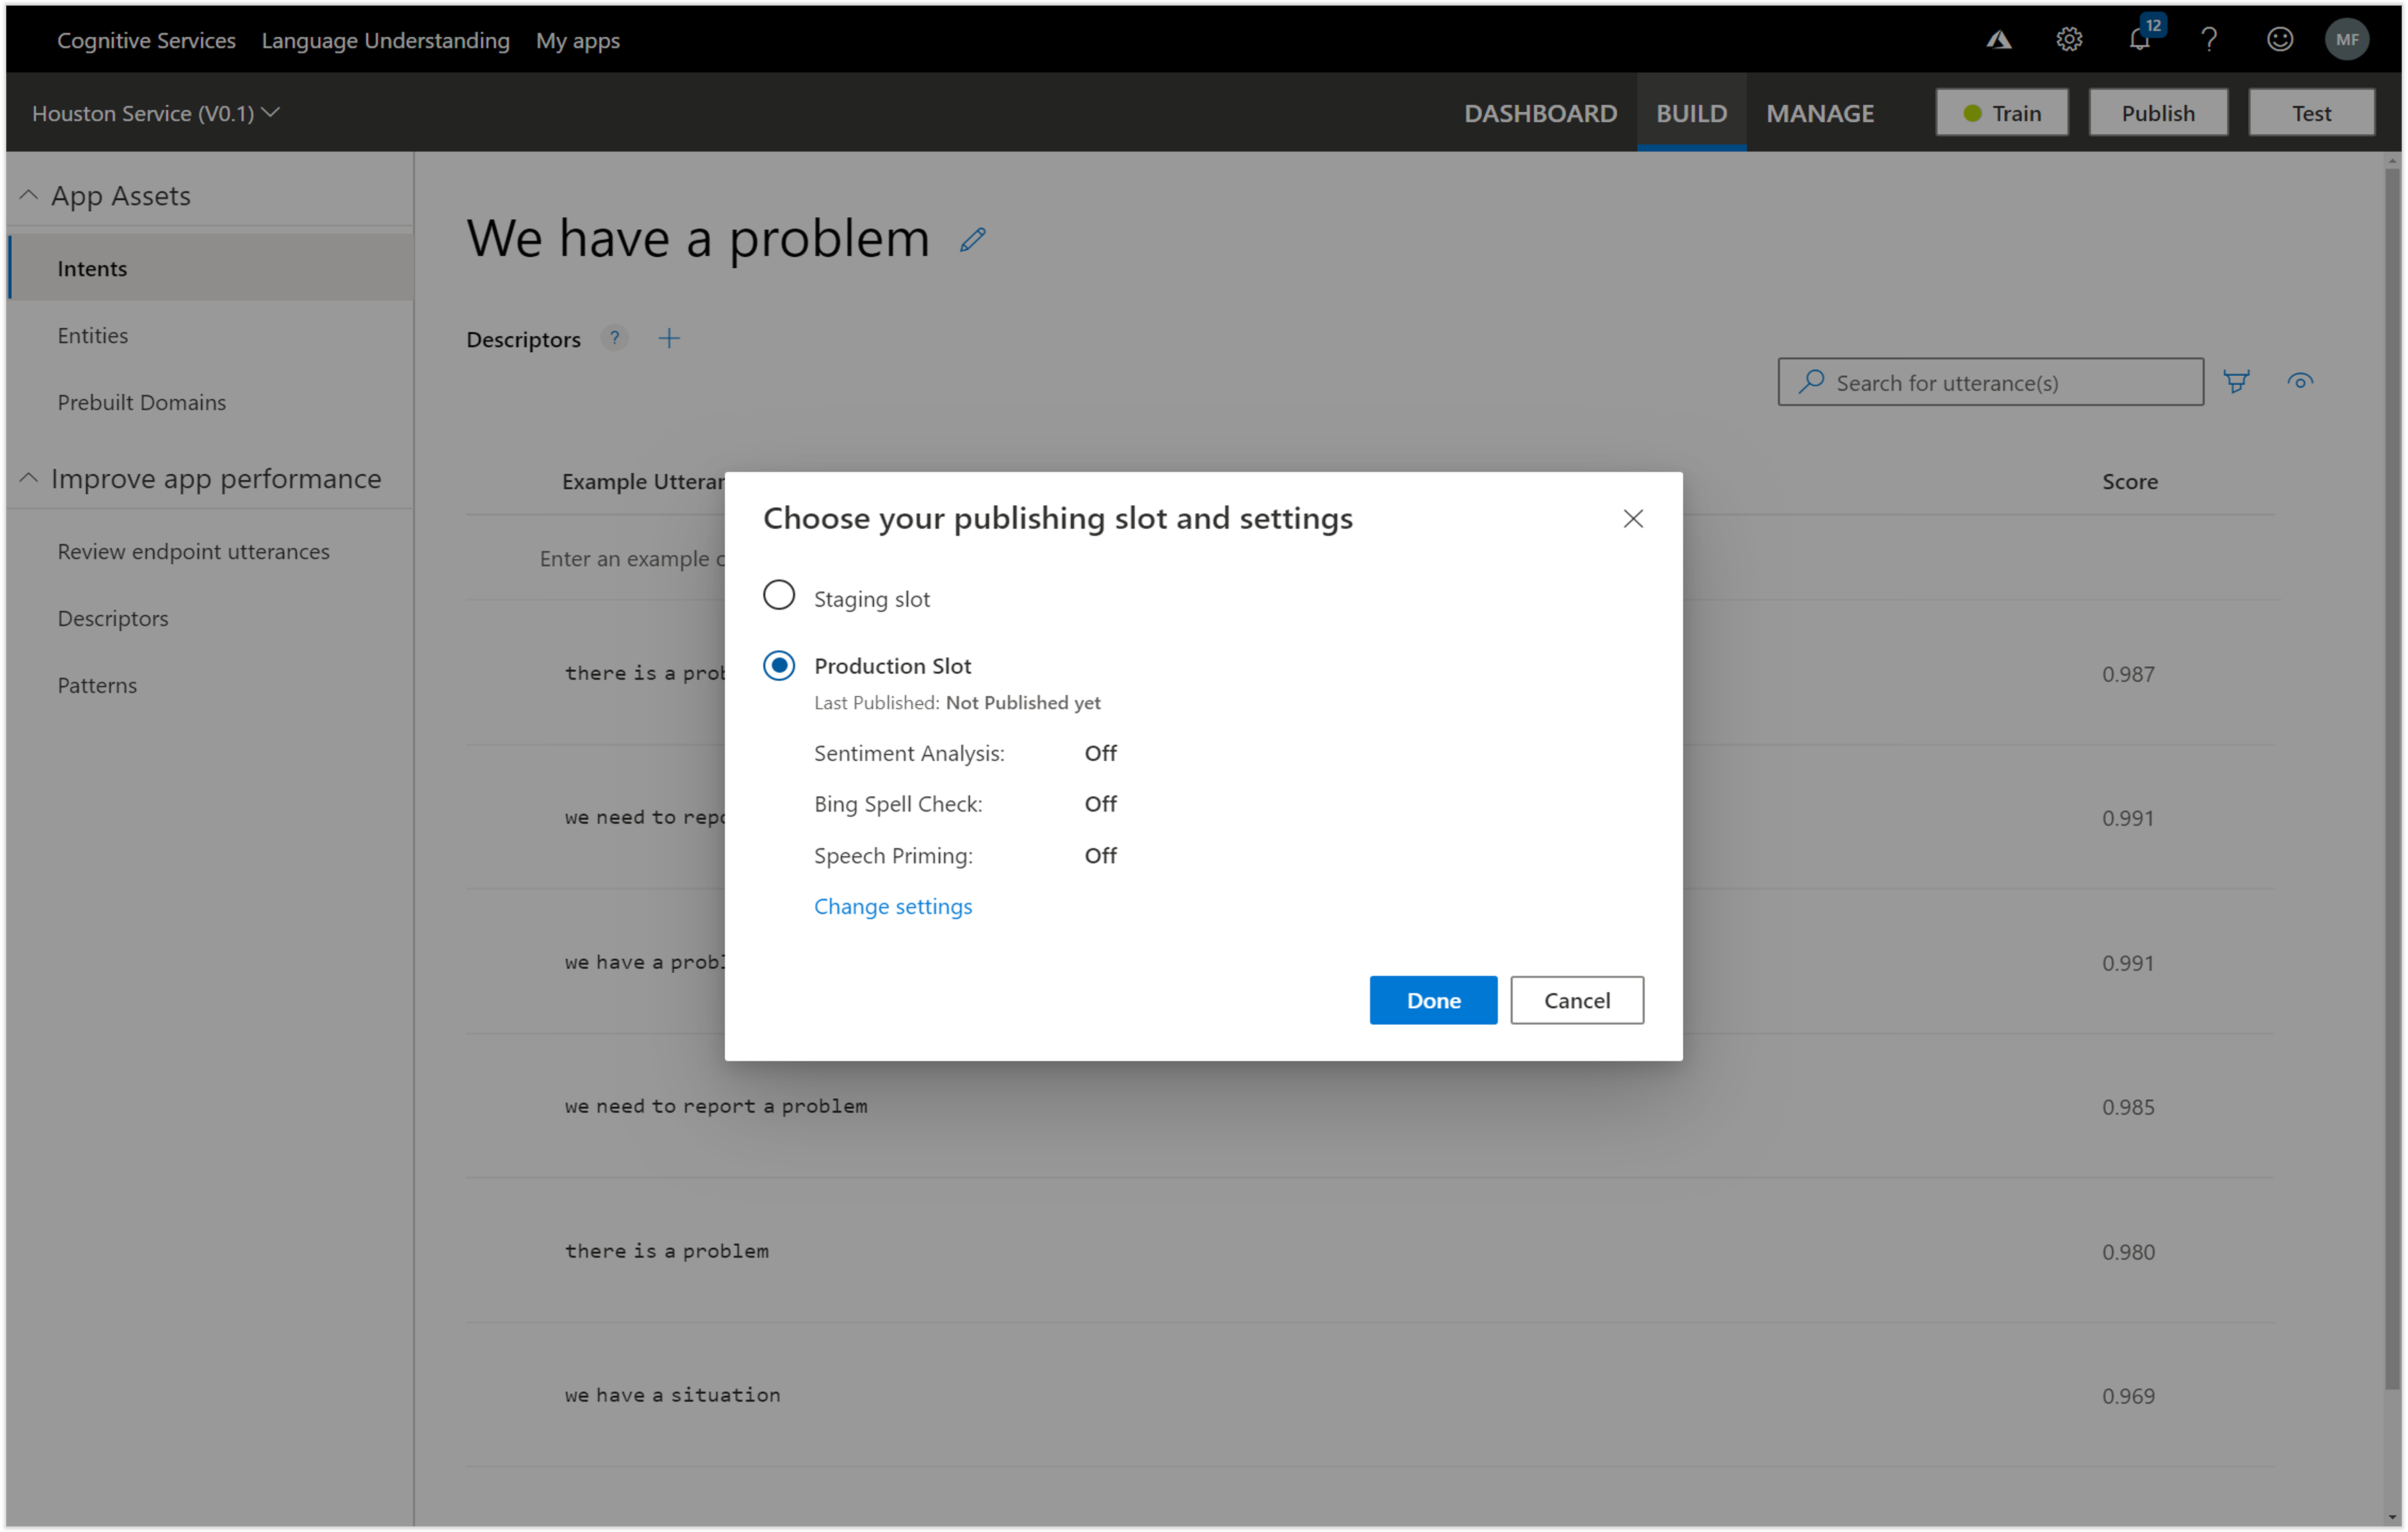 Cognitive Services Language Understanding My apps
12
MF
Houston Service (V0.1)
DASHBOARD BUILD MANAGE Train Publish Test
App Assets
Intents
Entities
Prebuilt Domains
Improve app performance
Review endpoint utterances
Descriptors
Patterns
We have a problem
Descriptors ? +
Search for utterance(s)
Example Score
Enter an example
Choose your publishing slot and settings
Staging slot
Production Slot
Last Published: Not Published yet
Sentiment Analysis: Off
Bing Spell Check: Off
Speech Priming: Off
Change settings
Done Cancel
there is a 0.987
we need to 0.991
we have a 0.991
we need to report a problem 0.985
there is a problem 0.980
we have a situation 0.969